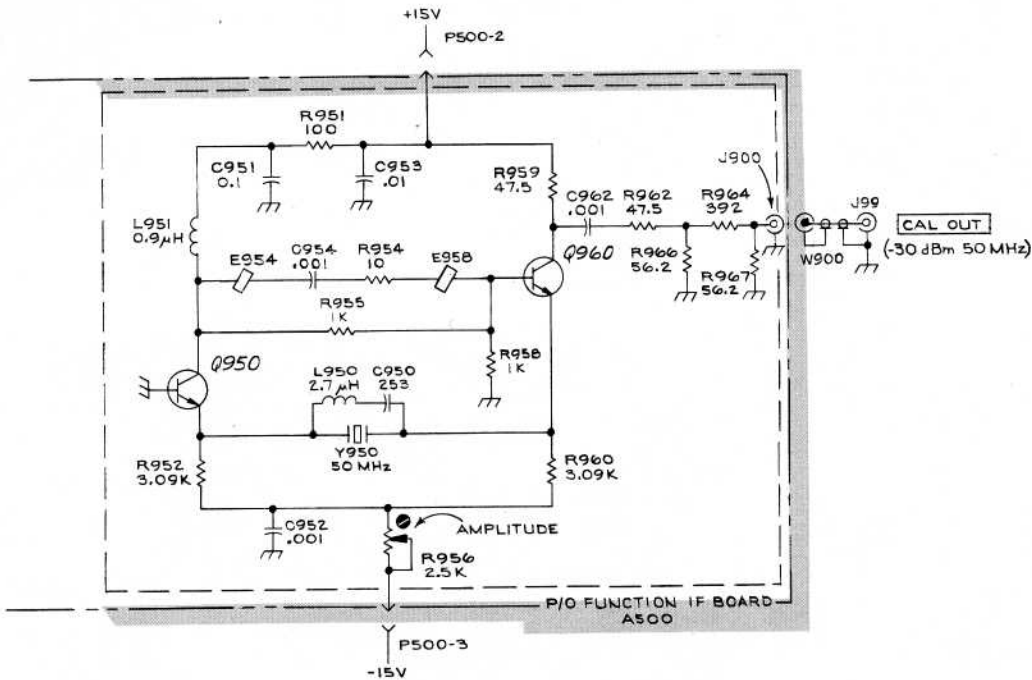 +15V
P500-2
R951
100
C951
0.1
C953
.01
R959
47.5
J900
C962
.001
R962
47.5
R964
392
J99
L951
0.9µH
E954
C954
.001
R954
10
E958
Q960
R966
56.2
R967
56.2
W900
CAL OUT
(-30 dBm 50 MHz)
R955
1K
Q950
R958
1K
L950
2.7µH
C950
253
Y950
50 MHz
R952
3.09K
R960
3.09K
C952
.001
AMPLITUDE
R956
2.5K
P/O FUNCTION IF BOARD
A500
P500-3
-15V